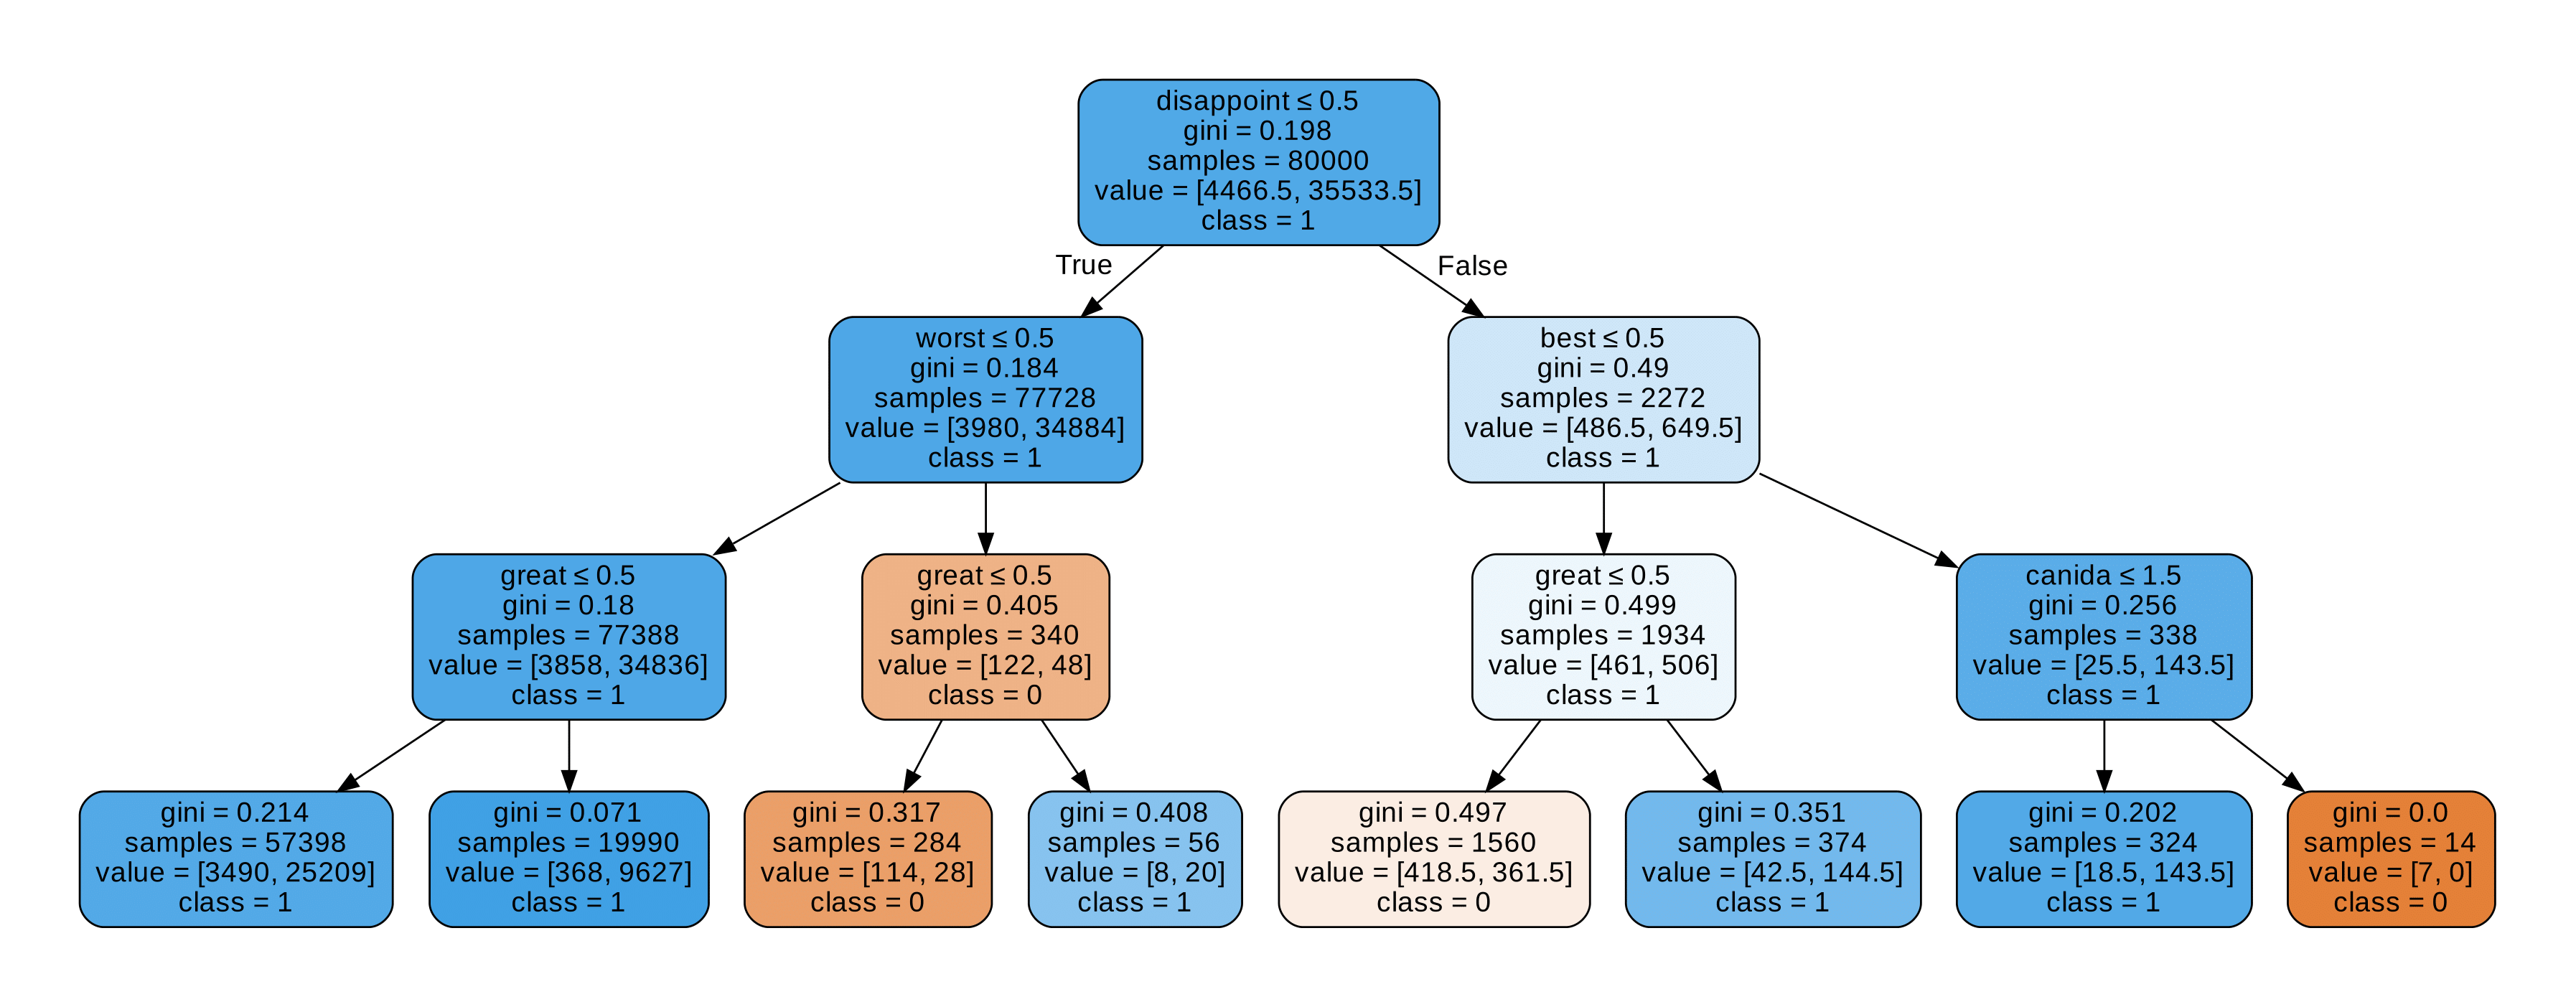 disappoint ≤ 0.5
gini = 0.198
samples = 80000
value = [4466.5, 35533.5]
class = 1
True
False
worst ≤ 0.5
gini = 0.184
samples = 77728
value = [3980, 34884]
class = 1
best ≤ 0.5
gini = 0.49
samples = 2272
value = [486.5, 649.5]
class = 1
great ≤ 0.5
gini = 0.18
samples = 77388
value = [3858, 34836]
class = 1
great ≤ 0.5
gini = 0.405
samples = 340
value = [122, 48]
class = 0
great ≤ 0.5
gini = 0.499
samples = 1934
value = [461, 506]
class = 1
canida ≤ 1.5
gini = 0.256
samples = 338
value = [25.5, 143.5]
class = 1
gini = 0.214
samples = 57398
value = [3490, 25209]
class = 1
gini = 0.071
samples = 19990
value = [368, 9627]
class = 1
gini = 0.317
samples = 284
value = [114, 28]
class = 0
gini = 0.408
samples = 56
value = [8, 20]
class = 1
gini = 0.497
samples = 1560
value = [418.5, 361.5]
class = 0
gini = 0.351
samples = 374
value = [42.5, 144.5]
class = 1
gini = 0.202
samples = 324
value = [18.5, 143.5]
class = 1
gini = 0.0
samples = 14
value = [7, 0]
class = 0